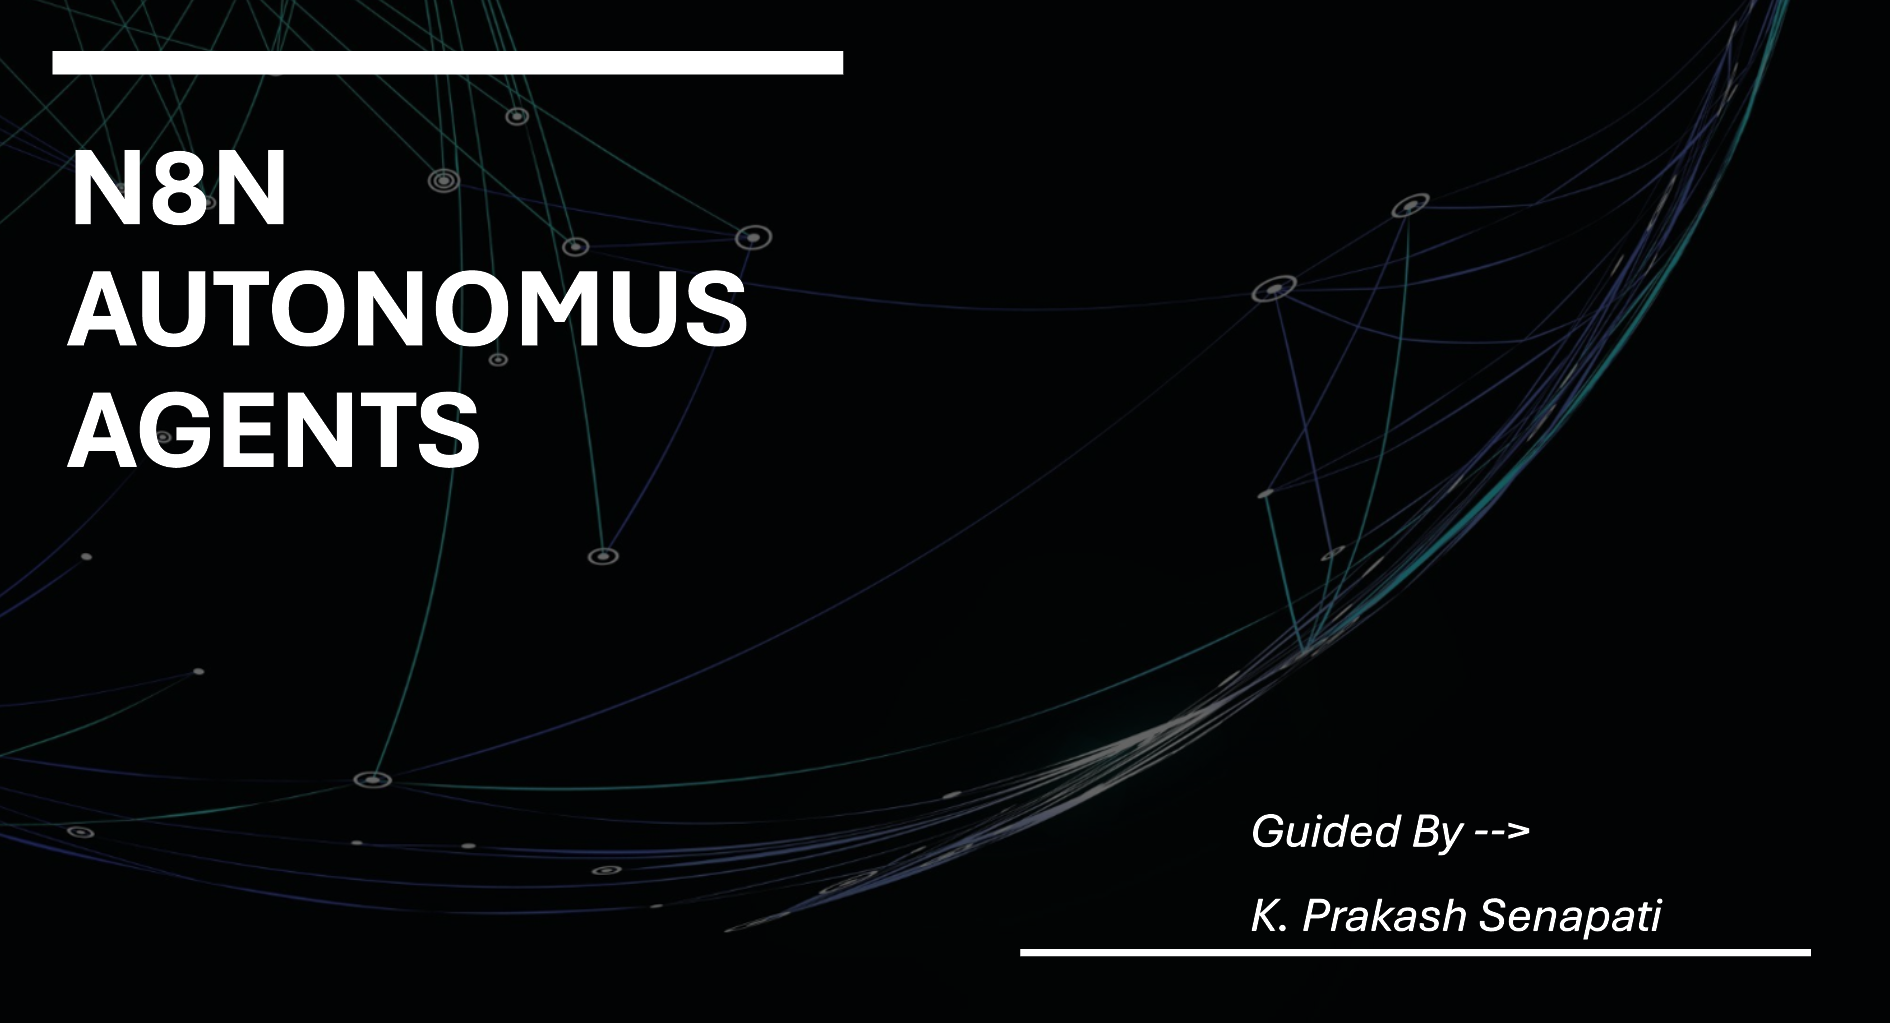 N8N
AUTONOMUS
AGENTS
Guided By -->
K. Prakash Senapati